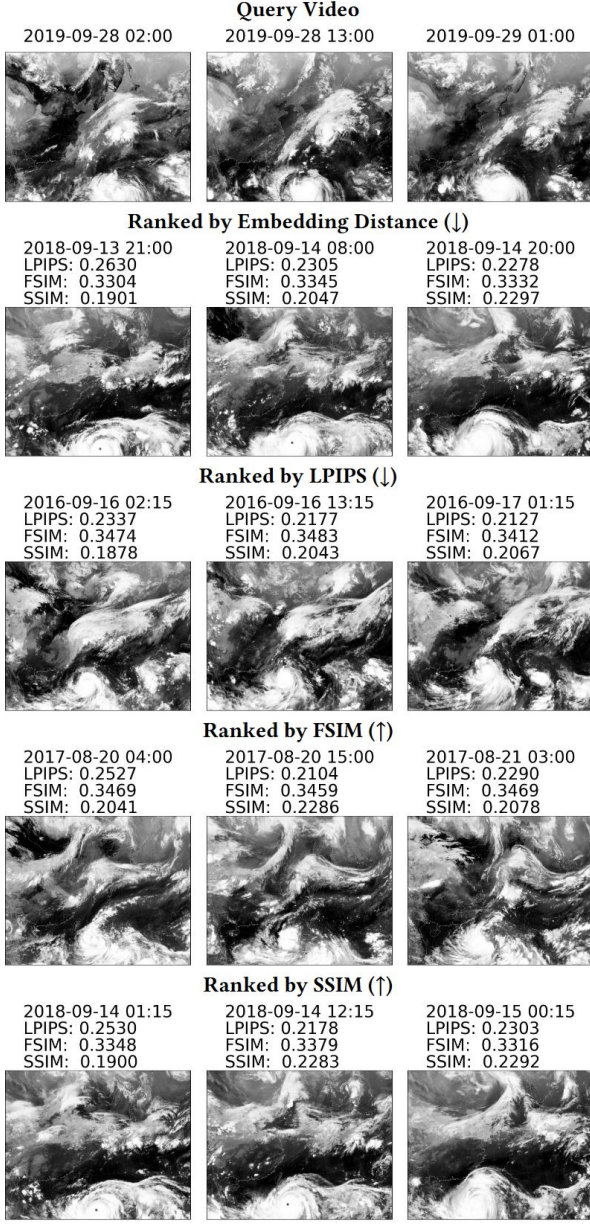 Query Video
2019-09-28 02:00 2019-09-28 13:00 2019-09-29 01:00
Ranked by Embedding Distance (↓)
2018-09-13 21:00 2018-09-14 08:00 2018-09-14 20:00
LPIPS: 0.2630 LPIPS: 0.2305 LPIPS: 0.2278
FSIM: 0.3304 FSIM: 0.3345 FSIM: 0.3332
SSIM: 0.1901 SSIM: 0.2047 SSIM: 0.2297
Ranked by LPIPS (↓)
2016-09-16 02:15 2016-09-16 13:15 2016-09-17 01:15
LPIPS: 0.2337 LPIPS: 0.2177 LPIPS: 0.2127
FSIM: 0.3474 FSIM: 0.3483 FSIM: 0.3412
SSIM: 0.1878 SSIM: 0.2043 SSIM: 0.2067
Ranked by FSIM (↑)
2017-08-20 04:00 2017-08-20 15:00 2017-08-21 03:00
LPIPS: 0.2527 LPIPS: 0.2104 LPIPS: 0.2290
FSIM: 0.3469 FSIM: 0.3459 FSIM: 0.3469
SSIM: 0.2041 SSIM: 0.2286 SSIM: 0.2078
Ranked by SSIM (↑)
2018-09-14 01:15 2018-09-14 12:15 2018-09-15 00:15
LPIPS: 0.2530 LPIPS: 0.2178 LPIPS: 0.2303
FSIM: 0.3348 FSIM: 0.3379 FSIM: 0.3316
SSIM: 0.1900 SSIM: 0.2283 SSIM: 0.2292